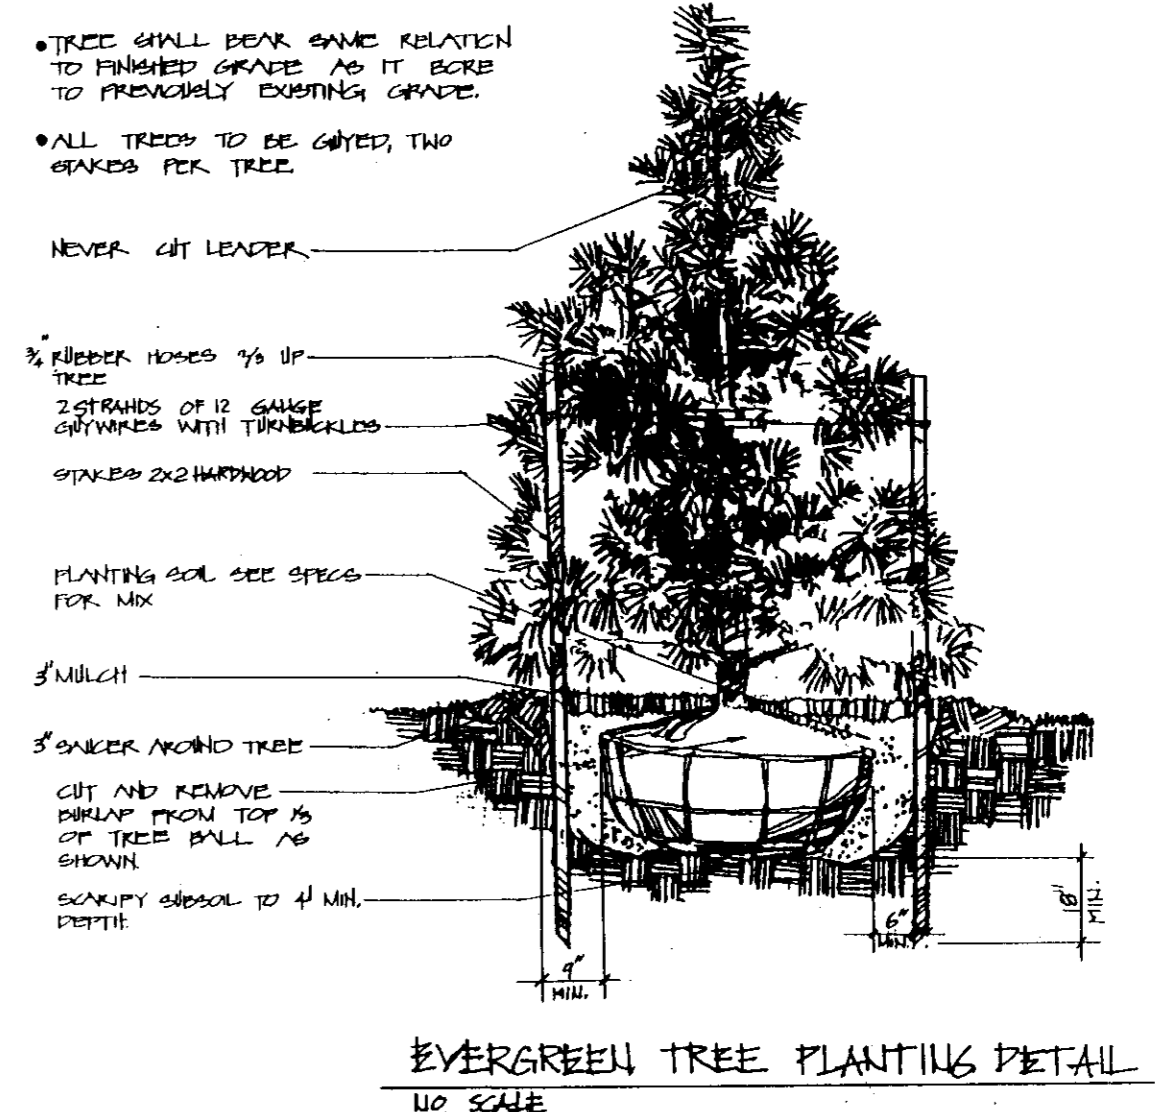 • TREE SHALL BEAR SAME RELATION
TO FINISHED GRADE AS IT BORE
TO PREVIOUSLY EXISTING GRADE.
• ALL TREES TO BE GUYED, TWO
STAKES PER TREE
NEVER CUT LEADER
3/4" RUBBER HOSES 2/3 UP
TREE
2 STRANDS OF 12 GAUGE
GUYWIRES WITH TURNBUCKLES
STAKES 2x2 HARDWOOD
PLANTING SOIL SEE SPECS
FOR MIX
3" MULCH
3" SAUCER AROUND TREE
CUT AND REMOVE
BURLAP FROM TOP 1/3
OF TREE BALL AS
SHOWN.
SCARIFY SUBSOIL TO 4" MIN.
DEPTH.
18"
MIN.
6"
MIN.
9"
MIN.
EVERGREEN TREE PLANTING DETAIL
NO SCALE